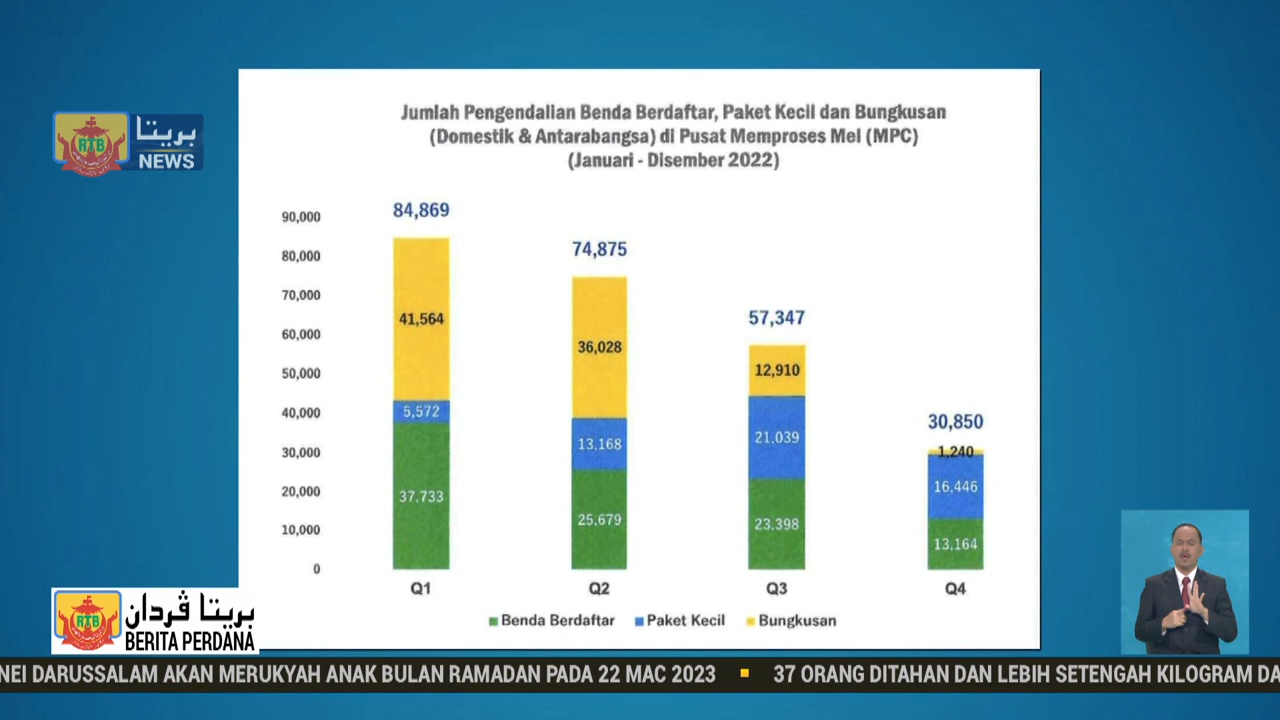 بريتا
RTB
NEWS
Jumlah Pengendalian Benda Berdaftar, Paket Kecil dan Bungkusan
(Domestik & Antarabangsa) di Pusat Memproses Mel (MPC)
(Januari - Disember 2022)
90,000
80,000
70,000
60,000
50,000
40,000
30,000
20,000
10,000
0
84,869
41,564
5,572
37,733
74,875
36,028
13,168
25,679
57,347
12,910
21,039
23,398
30,850
1,240
16,446
13,164
Q1 Q2 Q3 Q4
Benda Berdaftar Paket Kecil Bungkusan
بريتا ڤردان
RTB
BERITA PERDANA
NEI DARUSSALAM AKAN MERUKYAH ANAK BULAN RAMADAN PADA 22 MAC 2023 37 ORANG DITAHAN DAN LEBIH SETENGAH KILOGRAM DA